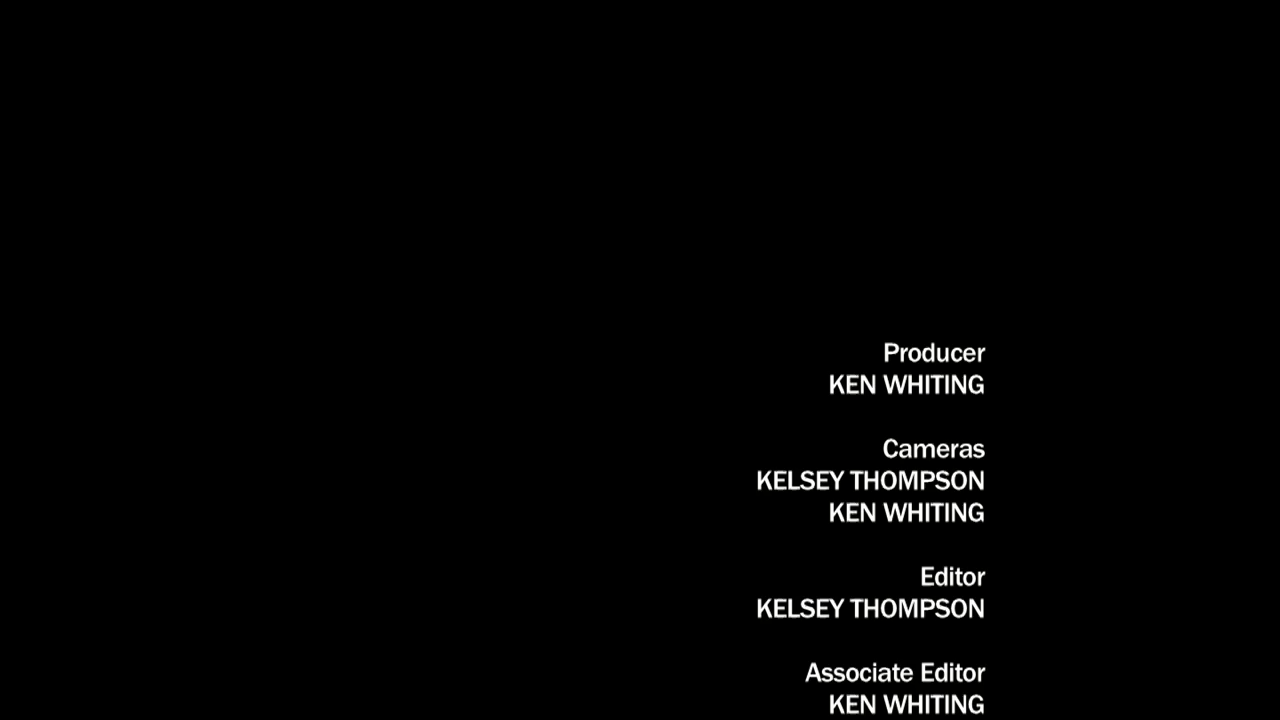 Producer
KEN WHITING
Cameras
KELSEY THOMPSON
KEN WHITING
Editor
KELSEY THOMPSON
Associate Editor
KEN WHITING